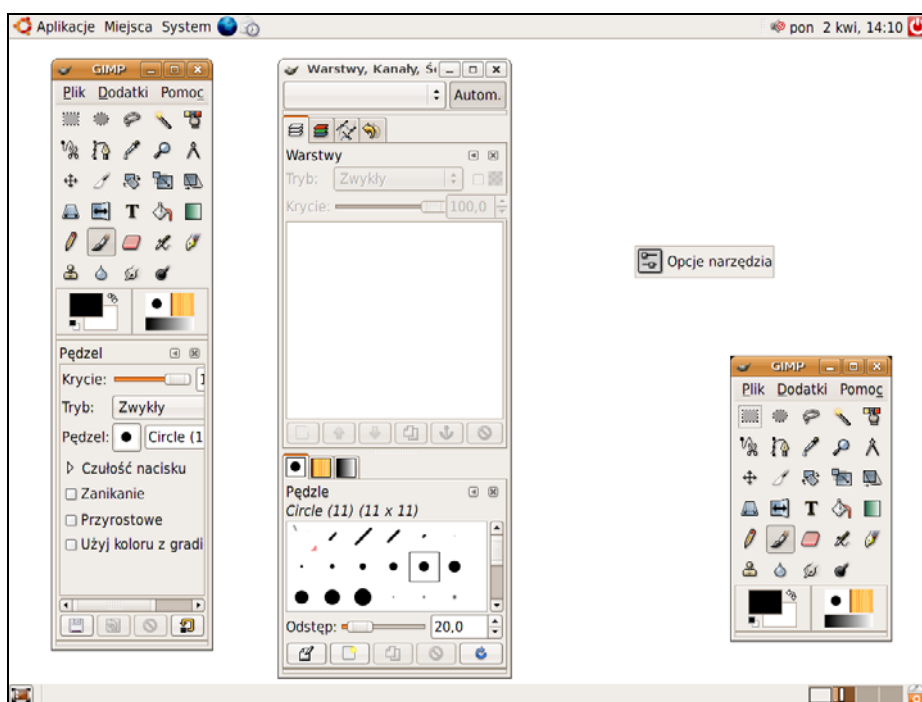 Aplikacje Miejsca System
pon 2 kwi, 14:10
GIMP
Plik Dodatki Pomoc
Pędzel
Krycie:
Tryb: Zwykły
Pędzel: Circle (1
Czułość nacisku
Zanikanie
Przyrostowe
Użyj koloru z gradi
Warstwy, Kanały,
Autom.
Warstwy
Tryb: Zwykły
Krycie: 100,0
Pędzle
Circle (11) (11 x 11)
Odstęp: 20,0
Opcje narzędzia
GIMP
Plik Dodatki Pomoc